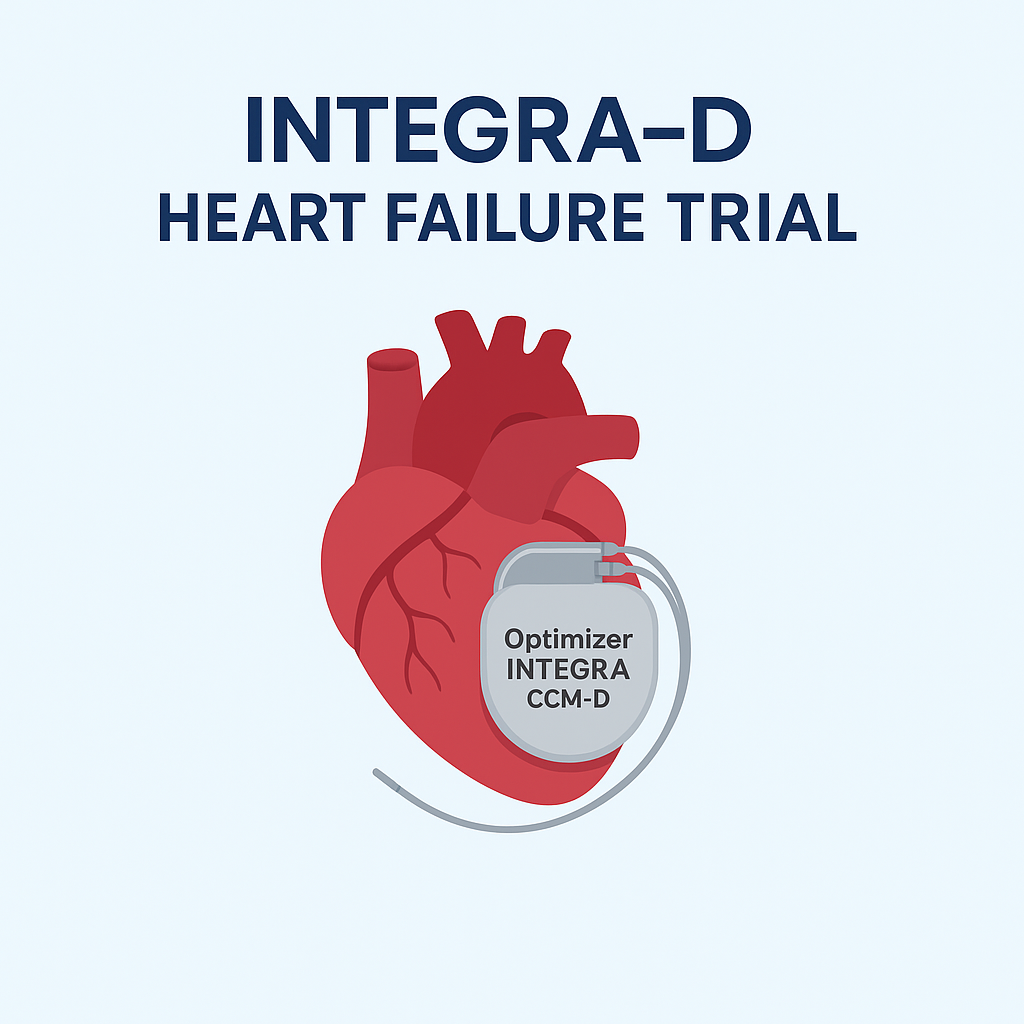 INTEGRA–D
HEART FAILURE TRIAL
Optimizer
INTEGRA
CCM-D